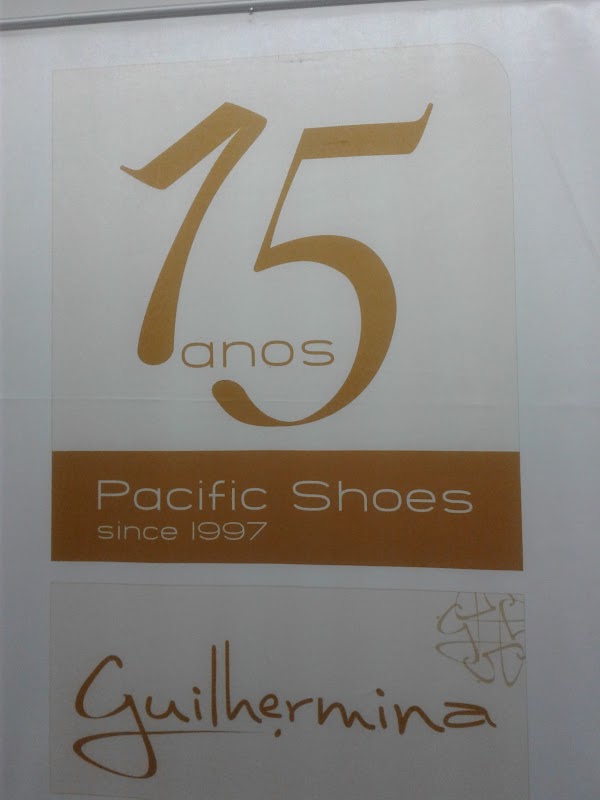 15
anos
Pacific Shoes
since 1997
Guilhermina